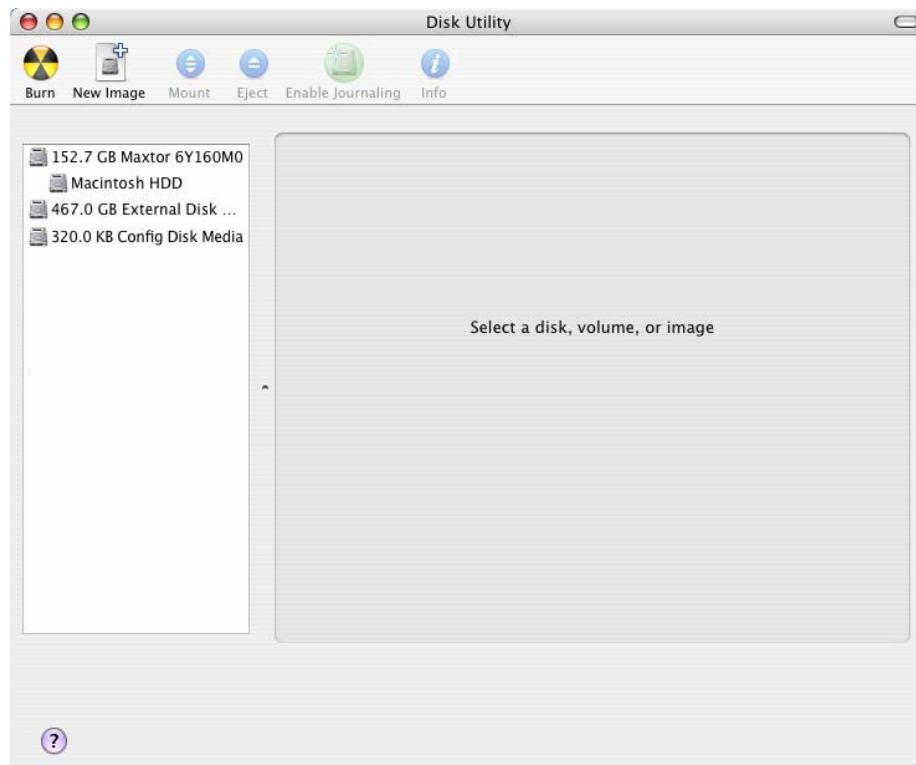 Disk Utility
Burn New Image Mount Eject Enable Journaling Info
152.7 GB Maxtor 6Y160M0
Macintosh HDD
467.0 GB External Disk ...
320.0 KB Config Disk Media
Select a disk, volume, or image
?